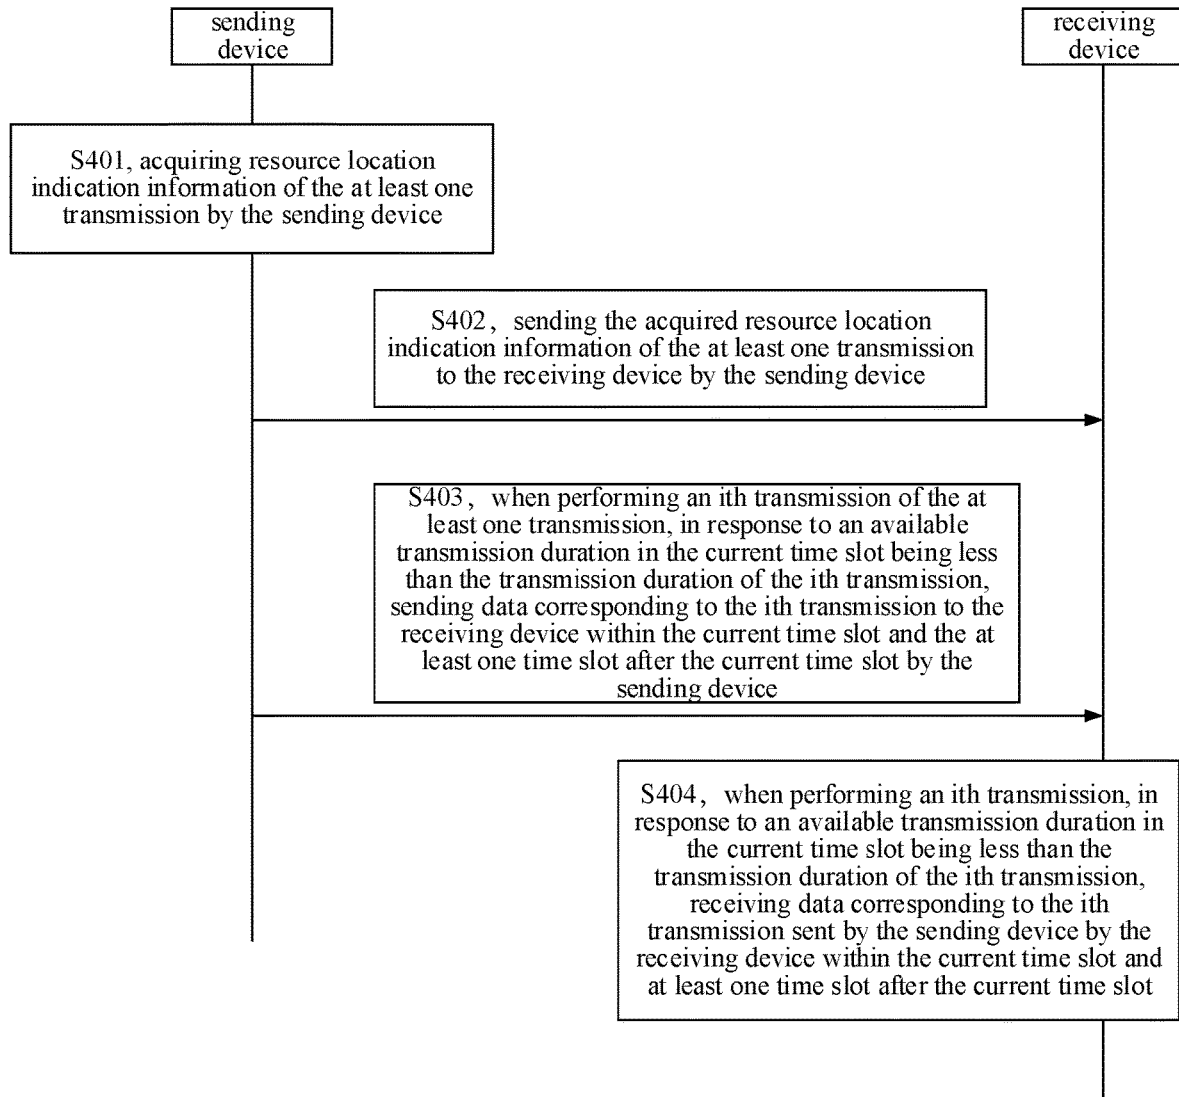 sending
device
receiving
device
S401, acquiring resource location
indication information of the at least one
transmission by the sending device
S402，sending the acquired resource location
indication information of the at least one transmission
to the receiving device by the sending device
S403，when performing an ith transmission of the at
least one transmission, in response to an available
transmission duration in the current time slot being less
than the transmission duration of the ith transmission,
sending data corresponding to the ith transmission to the
receiving device within the current time slot and the at
least one time slot after the current time slot by the
sending device
S404，when performing an ith transmission, in
response to an available transmission duration in
the current time slot being less than the
transmission duration of the ith transmission,
receiving data corresponding to the ith
transmission sent by the sending device by the
receiving device within the current time slot and
at least one time slot after the current time slot